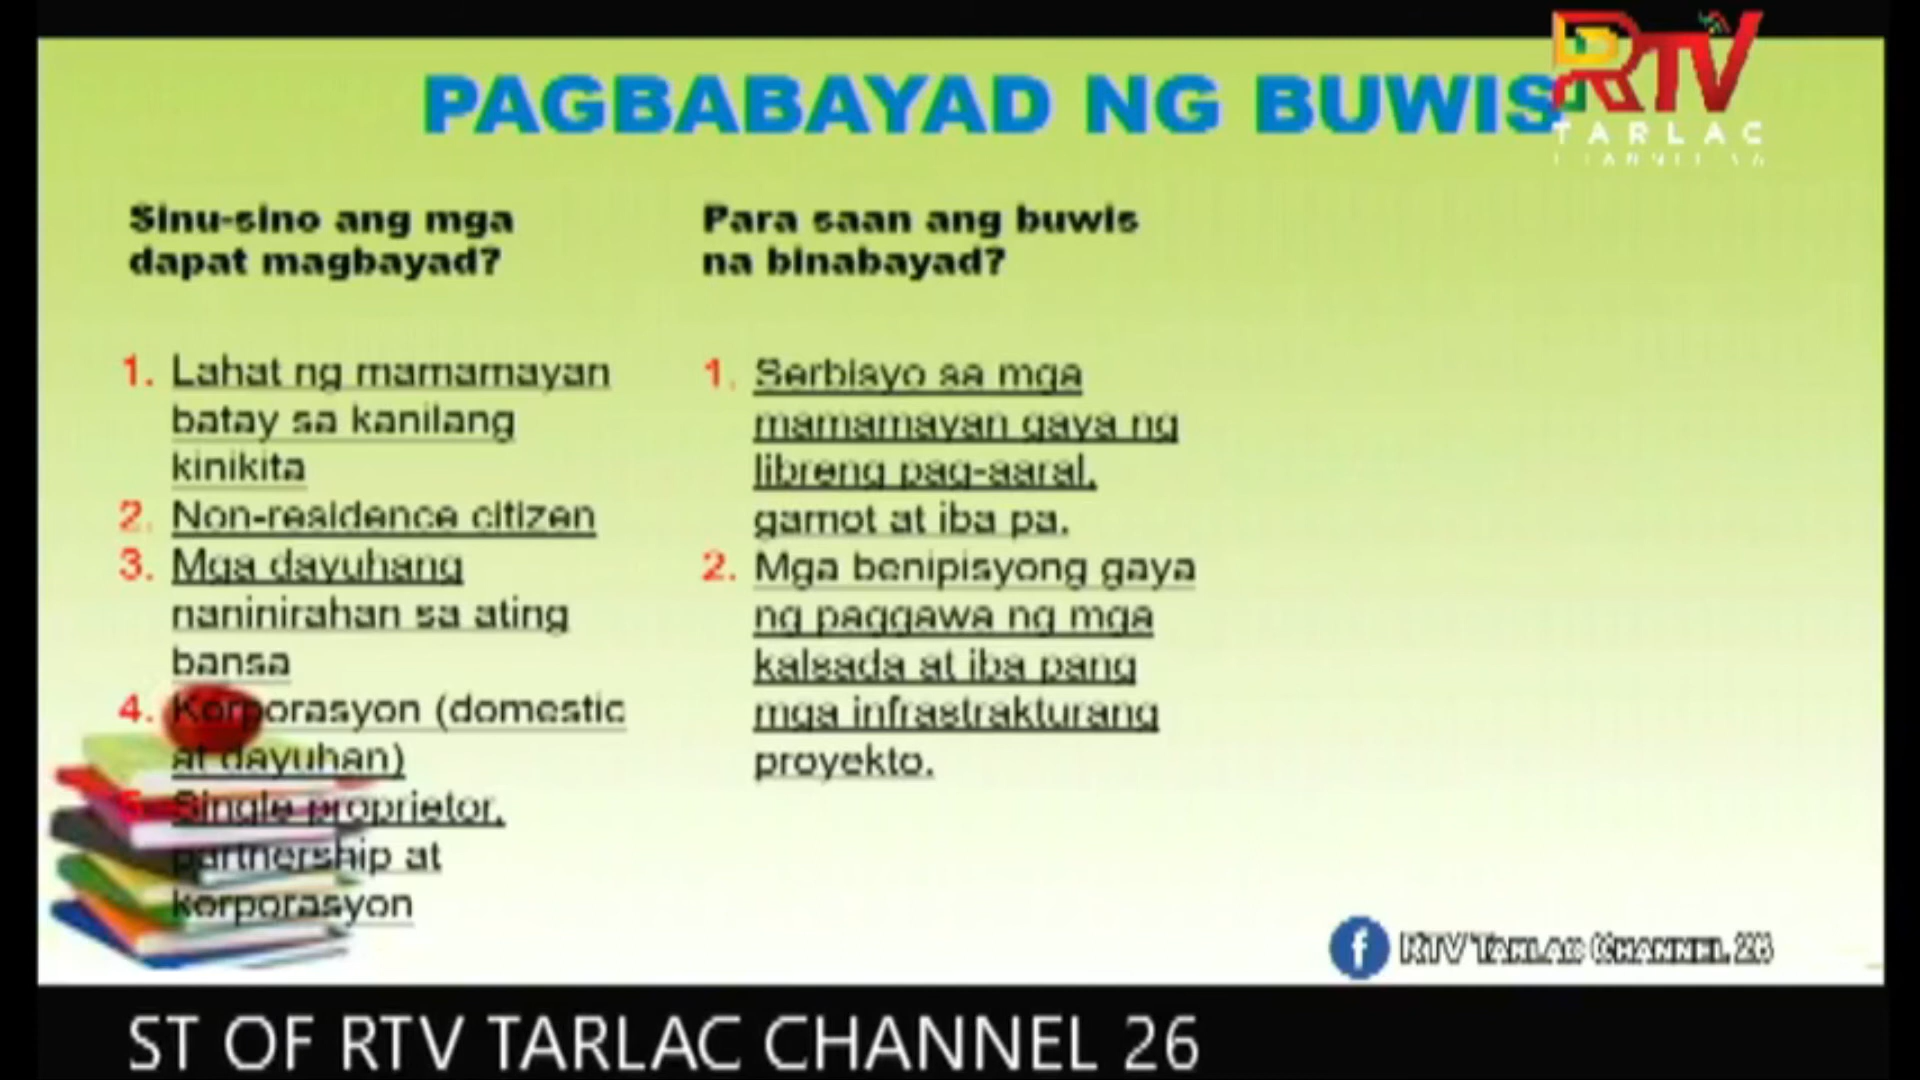 PAGBABAYAD NG BUWIS
RTV
TARLAC
Sinu-sino ang mga
dapat magbayad?
1. Lahat ng mamamayan
batay sa kanilang
kinikita
2. Non-residence citizen
3. Mga dayuhang
naninirahan sa ating
bansa
4. Korporasyon (domestic
at dayuhan)
5. Single proprietor,
partnership at
korporasyon
Para saan ang buwis
na binabayad?
1. Serbisyo sa mga
mamamayan gaya ng
libreng pag-aaral,
gamot at iba pa.
2. Mga benipisyong gaya
ng paggawa ng mga
kalsada at iba pang
mga infrastrakturang
proyekto.
f RTV TARLAC CHANNEL 26
ST OF RTV TARLAC CHANNEL 26